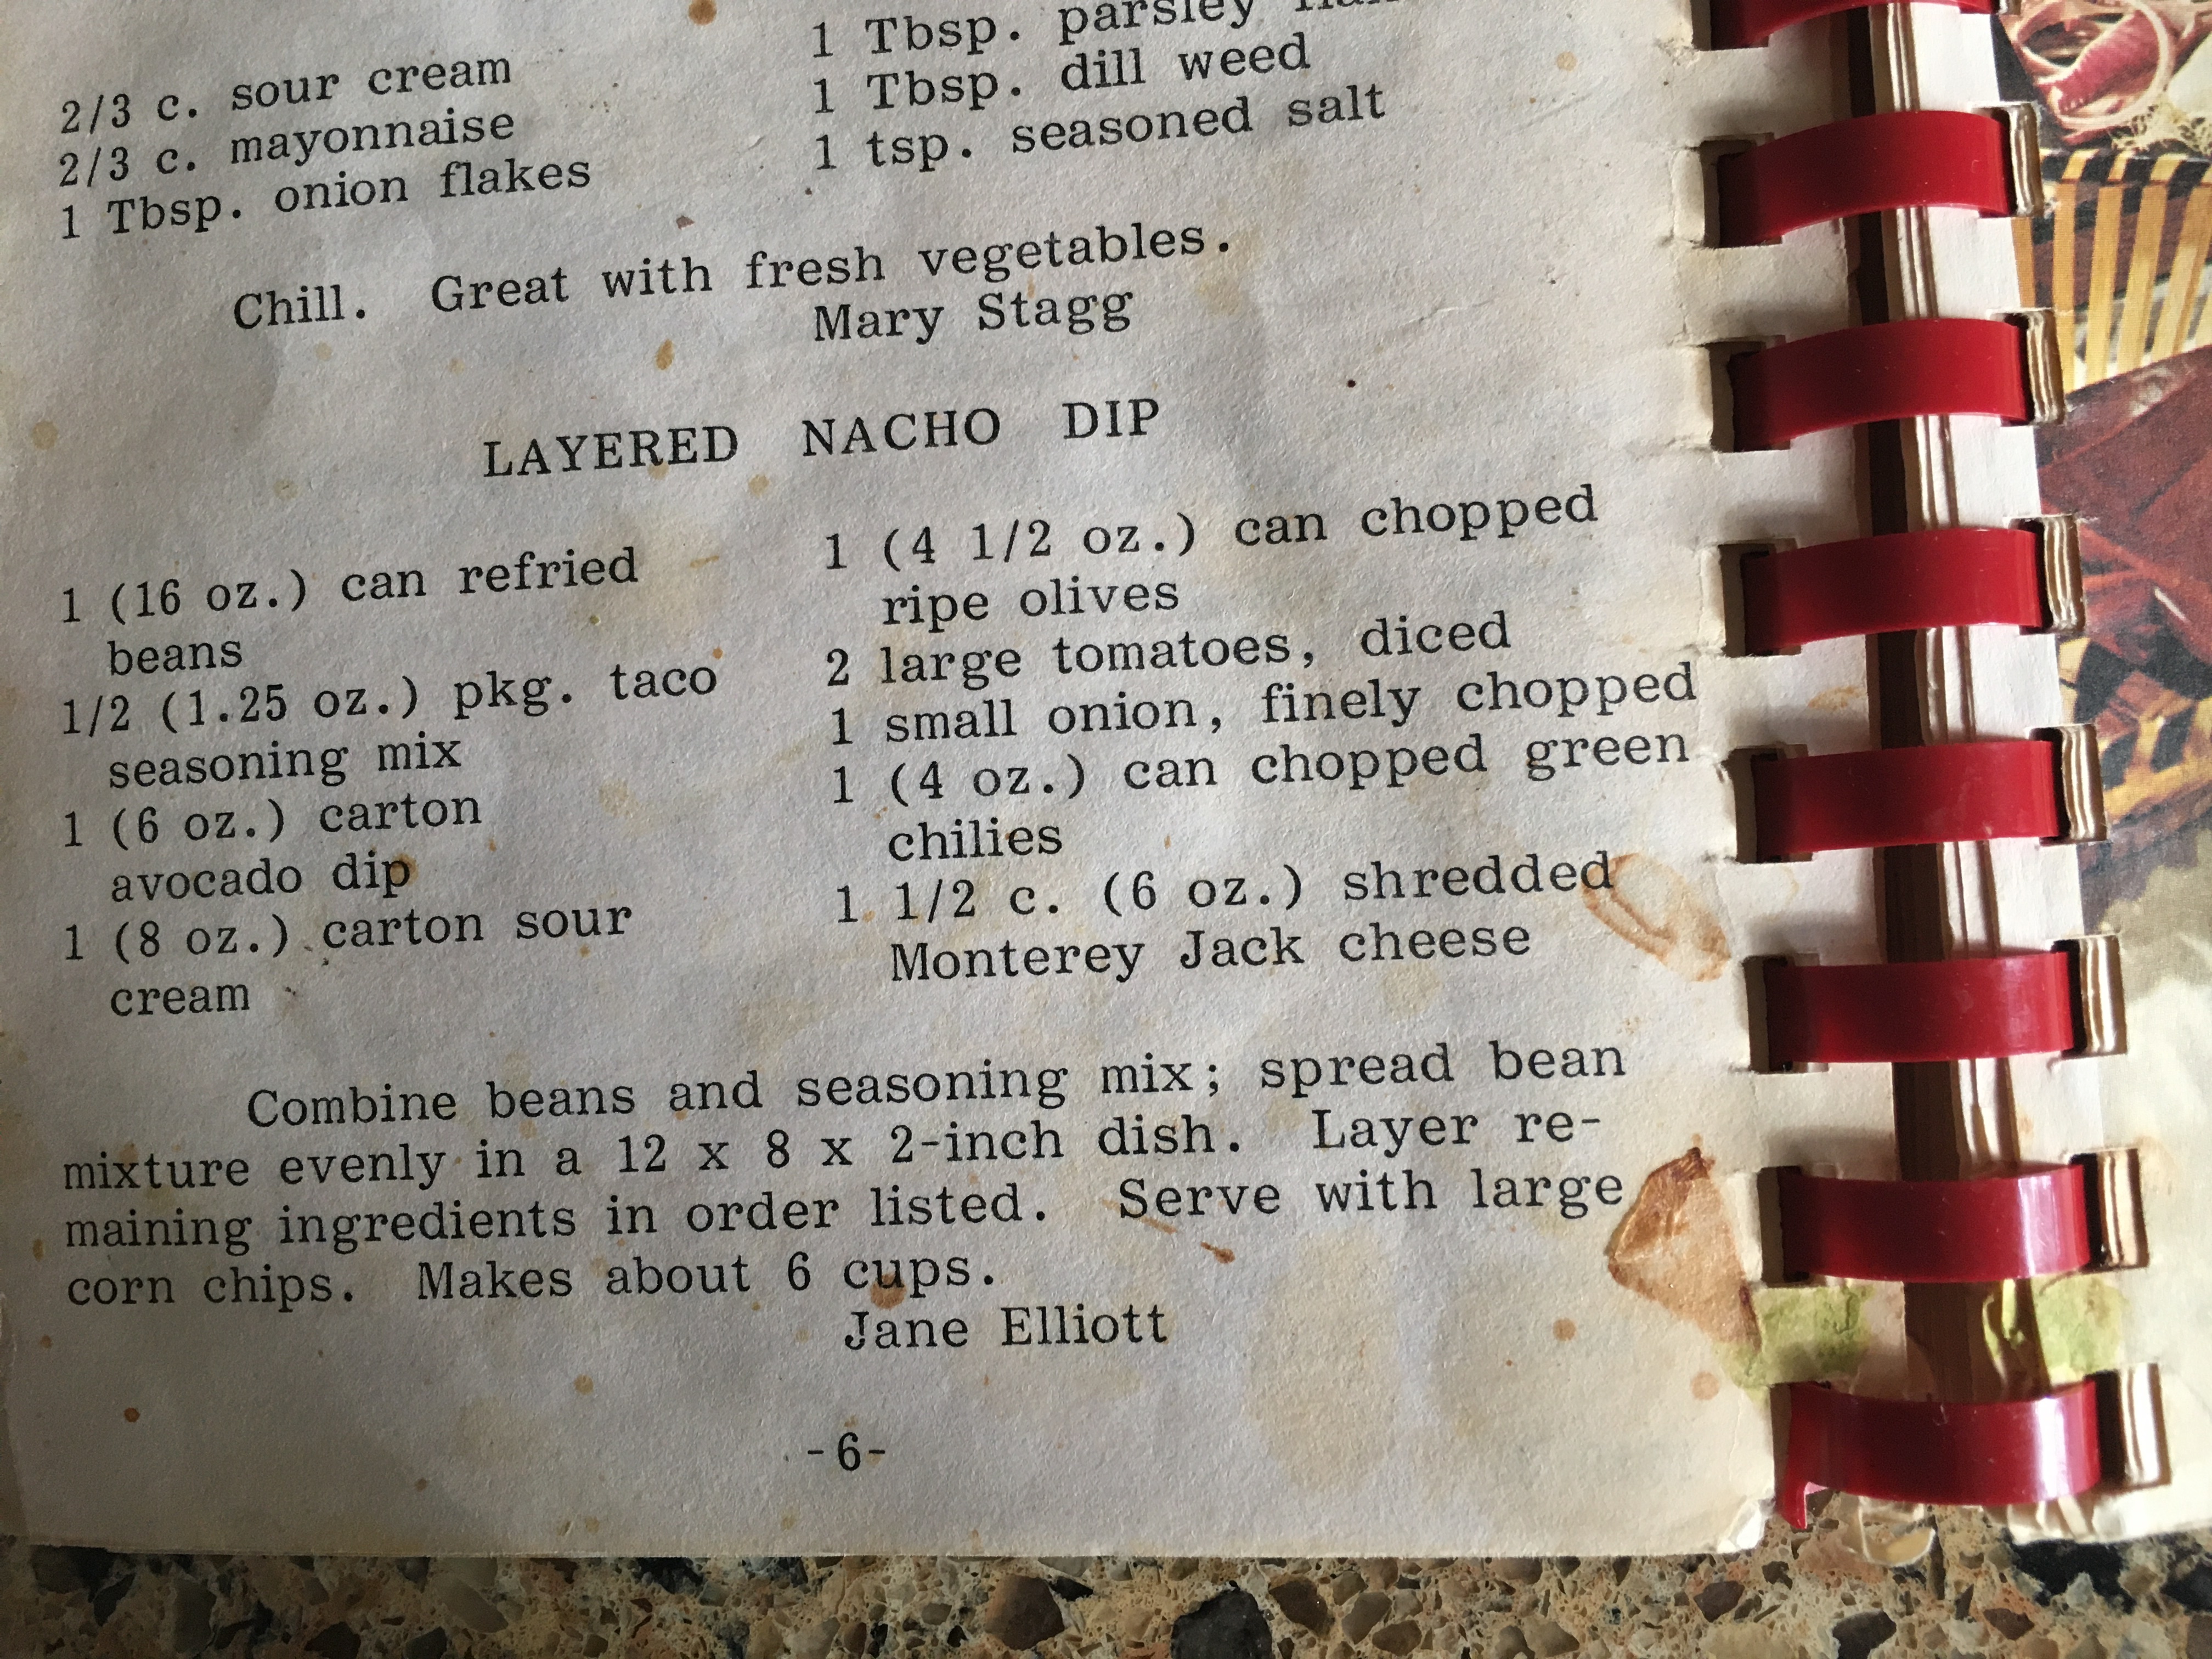 2/3 c. sour cream
2/3 c. mayonnaise
1 Tbsp. onion flakes
1 Tbsp. parsley
1 Tbsp. dill weed
1 tsp. seasoned salt
Chill. Great with fresh vegetables.
Mary Stagg
LAYERED NACHO DIP
1 (16 oz.) can refried
beans
1/2 (1.25 oz.) pkg. taco
seasoning mix
1 (6 oz.) carton
avocado dip
1 (8 oz.) carton sour
cream
1 (4 1/2 oz.) can chopped
ripe olives
2 large tomatoes, diced
1 small onion, finely chopped
1 (4 oz.) can chopped green
chilies
1 1/2 c. (6 oz.) shredded
Monterey Jack cheese
Combine beans and seasoning mix; spread bean
mixture evenly in a 12 x 8 x 2-inch dish. Layer re-
maining ingredients in order listed. Serve with large
corn chips. Makes about 6 cups.
Jane Elliott
-6-